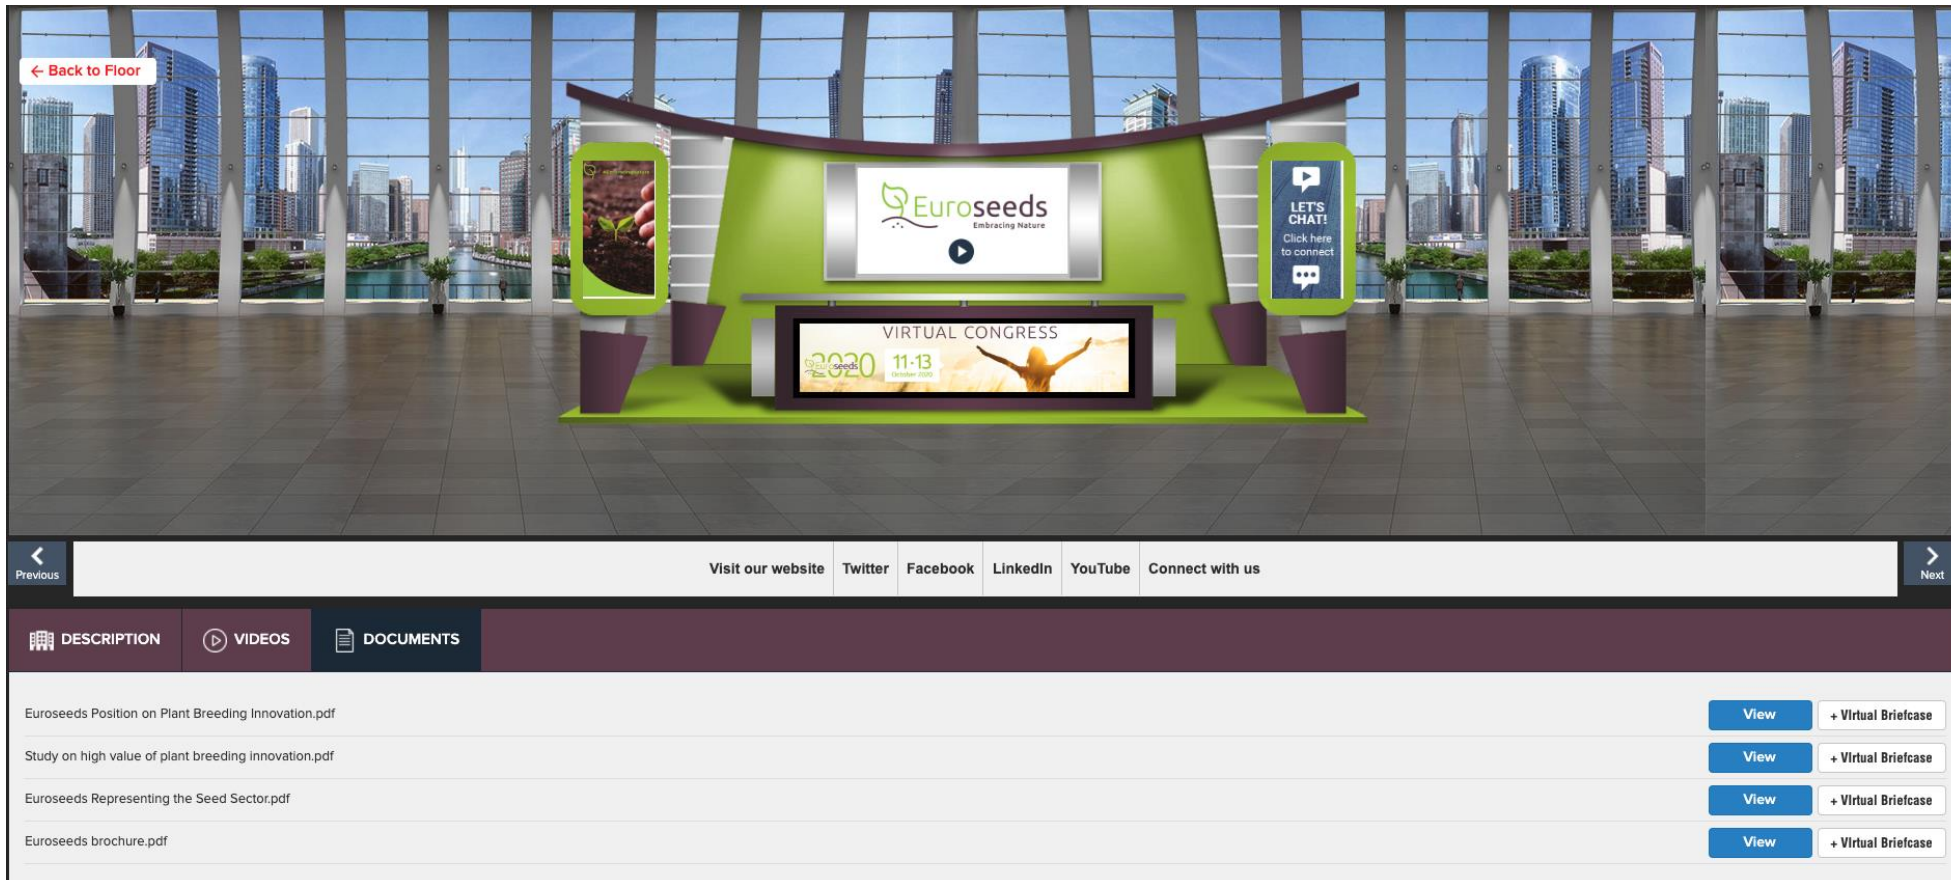 ← Back to Floor
Euroseeds
Embracing Nature
LET'S
CHAT!
Click here
to connect
VIRTUAL CONGRESS
2020
Euroseeds
11-13
October 2020
Previous
Visit our website Twitter Facebook LinkedIn YouTube Connect with us
Next
DESCRIPTION VIDEOS DOCUMENTS
Euroseeds Position on Plant Breeding Innovation.pdf View + VIrtual Briefcase
Study on high value of plant breeding innovation.pdf View + VIrtual Briefcase
Euroseeds Representing the Seed Sector.pdf View + VIrtual Briefcase
Euroseeds brochure.pdf View + VIrtual Briefcase